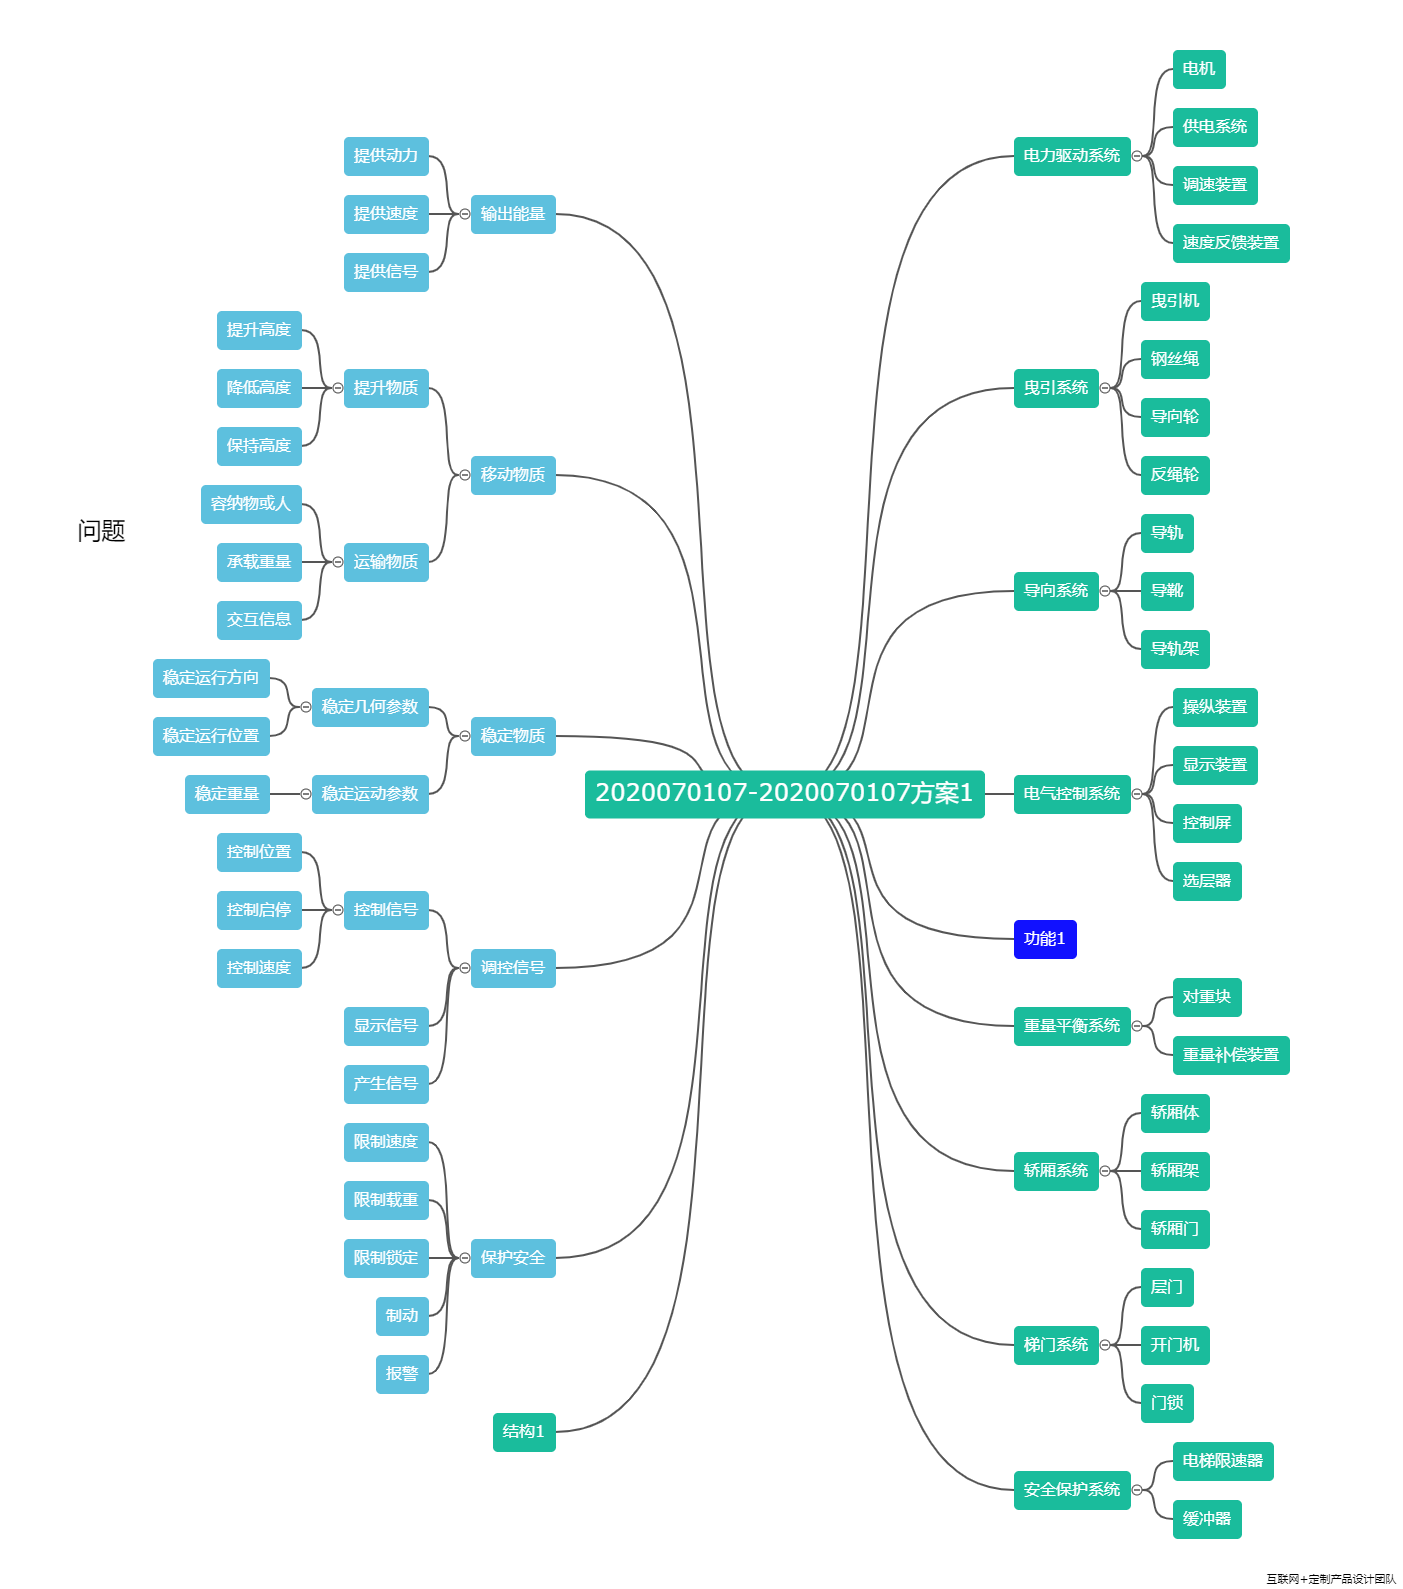 2020070107-2020070107方案1
问题
输出能量
提供动力
提供速度
提供信号
移动物质
提升物质
提升高度
降低高度
保持高度
运输物质
容纳物或人
承载重量
交互信息
稳定物质
稳定几何参数
稳定运行方向
稳定运行位置
稳定运动参数
稳定重量
调控信号
控制信号
控制位置
控制启停
控制速度
显示信号
产生信号
保护安全
限制速度
限制载重
限制锁定
制动
报警
结构1
电力驱动系统
电机
供电系统
调速装置
速度反馈装置
曳引系统
曳引机
钢丝绳
导向轮
反绳轮
导向系统
导轨
导靴
导轨架
电气控制系统
操纵装置
显示装置
控制屏
选层器
功能1
重量平衡系统
对重块
重量补偿装置
轿厢系统
轿厢体
轿厢架
轿厢门
梯门系统
层门
开门机
门锁
安全保护系统
电梯限速器
缓冲器
互联网+定制产品设计团队